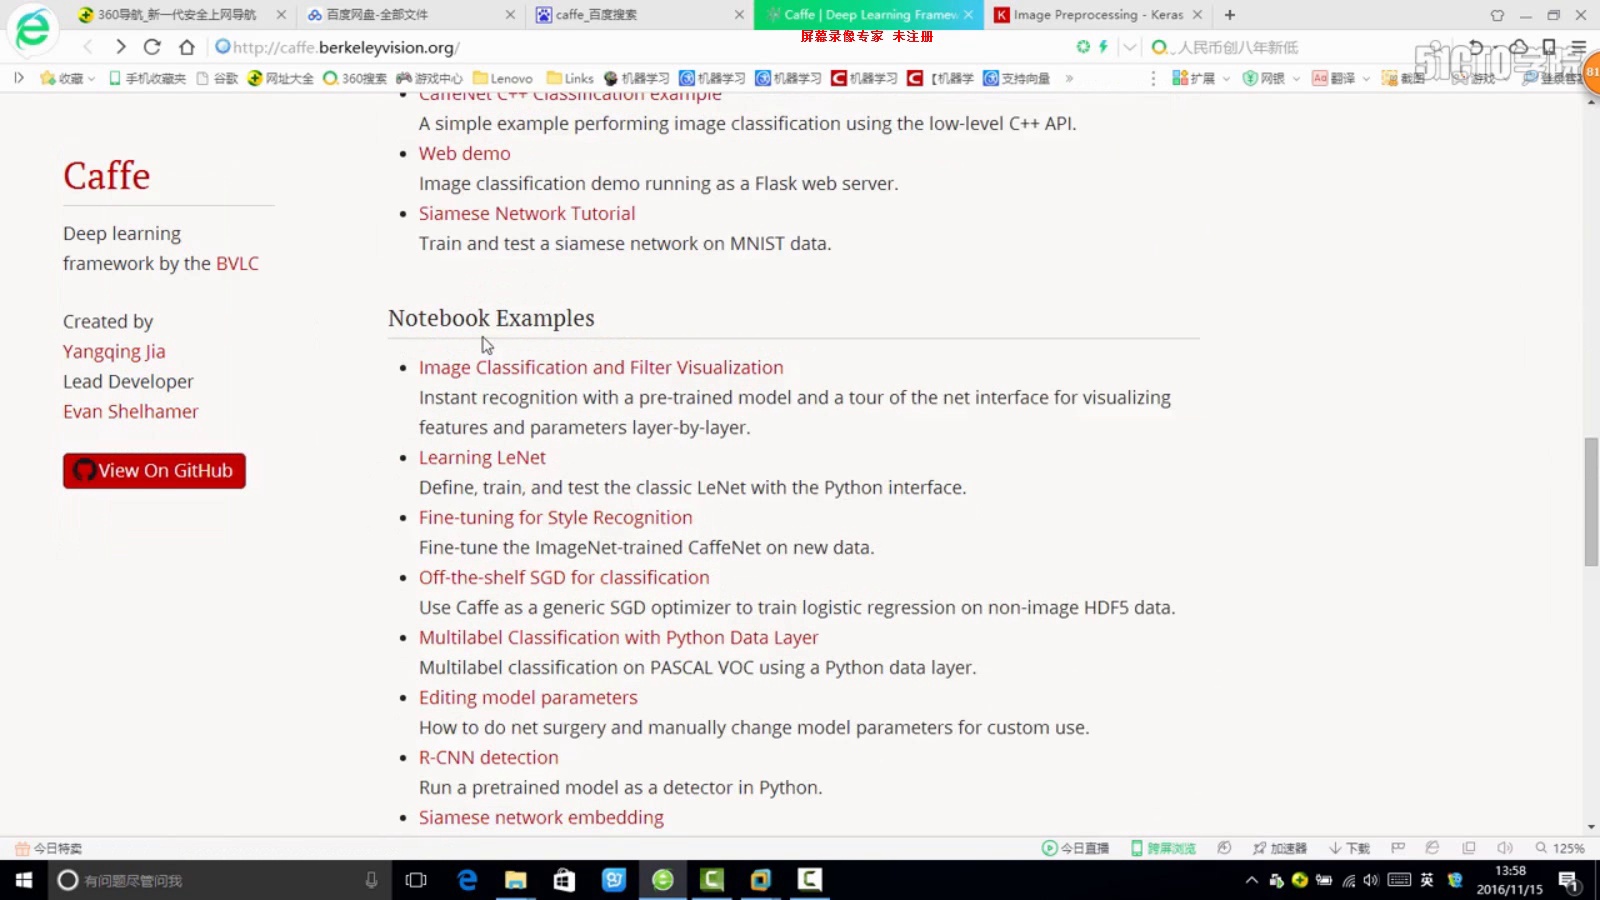 360导航_新一代安全上网导航
百度网盘-全部文件
caffe_百度搜索
Caffe | Deep Learning Framew
Image Preprocessing - Keras
屏幕录像专家 未注册
http://caffe.berkeleyvision.org/
人民币创八年新低
51CTO学院
收藏 手机收藏夹 谷歌 网址大全 360搜索 游戏中心 Lenovo Links 机器学习 机器学习 机器学习 机器学习 【机器学 支持向量 » 扩展 网银 翻译 截图 游戏
81
CaffeNet C++ Classification example
A simple example performing image classification using the low-level C++ API.
Web demo
Image classification demo running as a Flask web server.
Siamese Network Tutorial
Train and test a siamese network on MNIST data.
Caffe
Deep learning
framework by the BVLC
Created by
Yangqing Jia
Lead Developer
Evan Shelhamer
View On GitHub
Notebook Examples
Image Classification and Filter Visualization
Instant recognition with a pre-trained model and a tour of the net interface for visualizing
features and parameters layer-by-layer.
Learning LeNet
Define, train, and test the classic LeNet with the Python interface.
Fine-tuning for Style Recognition
Fine-tune the ImageNet-trained CaffeNet on new data.
Off-the-shelf SGD for classification
Use Caffe as a generic SGD optimizer to train logistic regression on non-image HDF5 data.
Multilabel Classification with Python Data Layer
Multilabel classification on PASCAL VOC using a Python data layer.
Editing model parameters
How to do net surgery and manually change model parameters for custom use.
R-CNN detection
Run a pretrained model as a detector in Python.
Siamese network embedding
今日特卖
今日直播 跨屏浏览 加速器 下载 125%
有问题尽管问我
英
13:58
2016/11/15
1